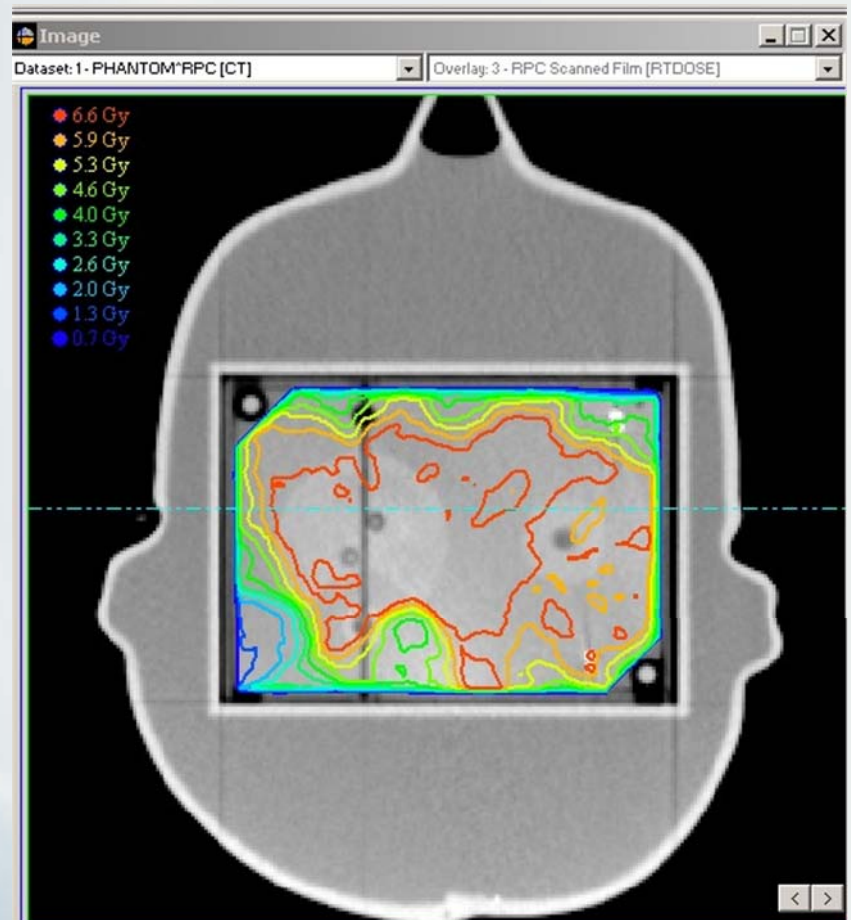 Image
Dataset: 1- PHANTOM^RPC [CT]
Overlay: 3 - RPC Scanned Film [RTDOSE]
6.6 Gy
5.9 Gy
5.3 Gy
4.6 Gy
4.0 Gy
3.3 Gy
2.6 Gy
2.0 Gy
1.3 Gy
0.7 Gy